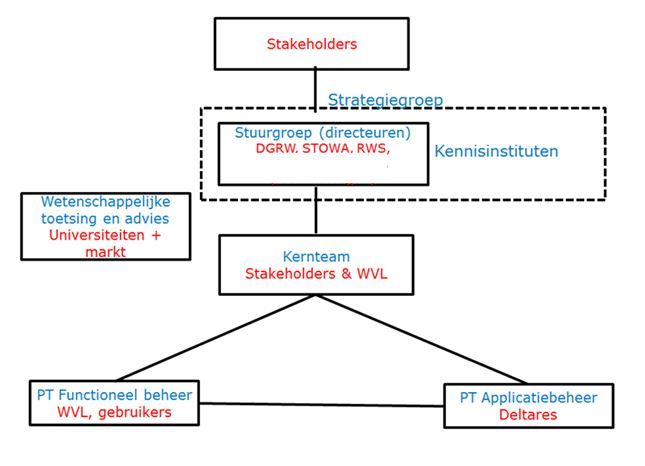 Stakeholders
Strategiegroep
Stuurgroep (directeuren)
DGRW. STOWA. RWS,
Kennisinstituten
Wetenschappelijke
toetsing en advies
Universiteiten +
markt
Kernteam
Stakeholders & WVL
PT Functioneel beheer
WVL, gebruikers
PT Applicatiebeheer
Deltares